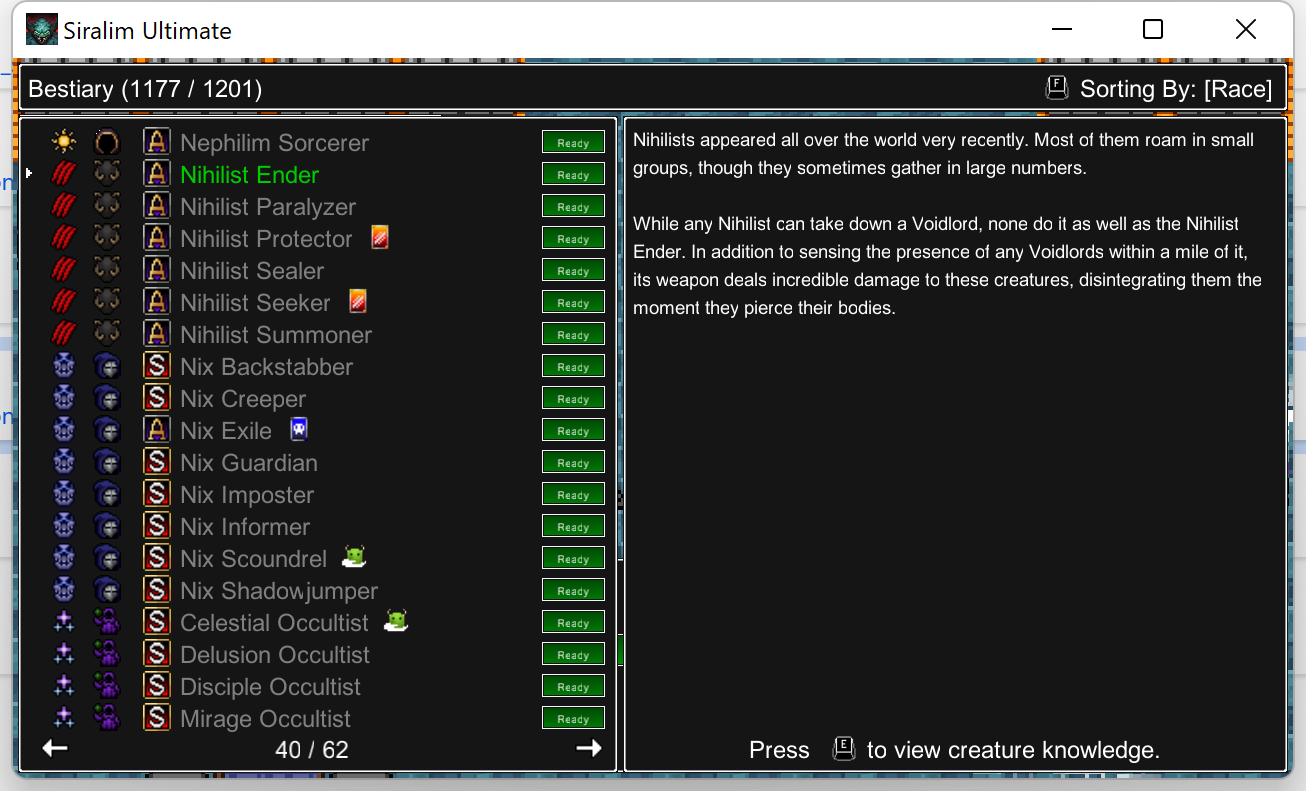 Siralim Ultimate
Bestiary (1177 / 1201)
F Sorting By: [Race]
A Nephilim Sorcerer Ready
A Nihilist Ender Ready
A Nihilist Paralyzer Ready
A Nihilist Protector Ready
A Nihilist Sealer Ready
A Nihilist Seeker Ready
A Nihilist Summoner Ready
S Nix Backstabber Ready
S Nix Creeper Ready
A Nix Exile Ready
S Nix Guardian Ready
S Nix Imposter Ready
S Nix Informer Ready
S Nix Scoundrel Ready
S Nix Shadowjumper Ready
S Celestial Occultist Ready
S Delusion Occultist Ready
S Disciple Occultist Ready
S Mirage Occultist Ready
40 / 62
Nihilists appeared all over the world very recently. Most of them roam in small
groups, though they sometimes gather in large numbers.
While any Nihilist can take down a Voidlord, none do it as well as the Nihilist
Ender. In addition to sensing the presence of any Voidlords within a mile of it,
its weapon deals incredible damage to these creatures, disintegrating them the
moment they pierce their bodies.
Press E to view creature knowledge.